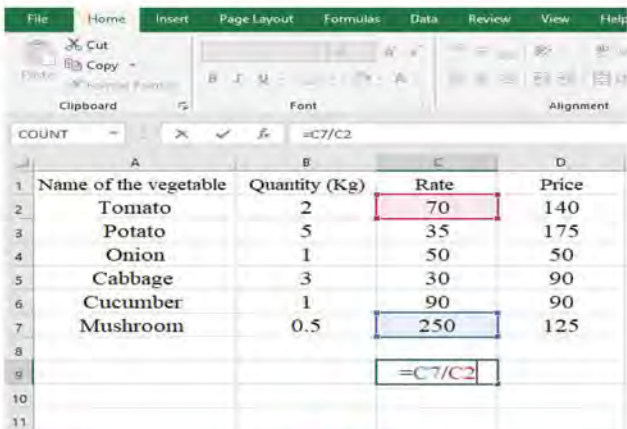 File Home Insert Page Layout Formulas Data Review View Help
Cut
Copy
Clipboard Font Alignment
COUNT fx =C7/C2
A B C D
1 Name of the vegetable Quantity (Kg) Rate Price
2 Tomato 2 70 140
3 Potato 5 35 175
4 Onion 1 50 50
5 Cabbage 3 30 90
6 Cucumber 1 90 90
7 Mushroom 0.5 250 125
8
9 =C7/C2
10
11